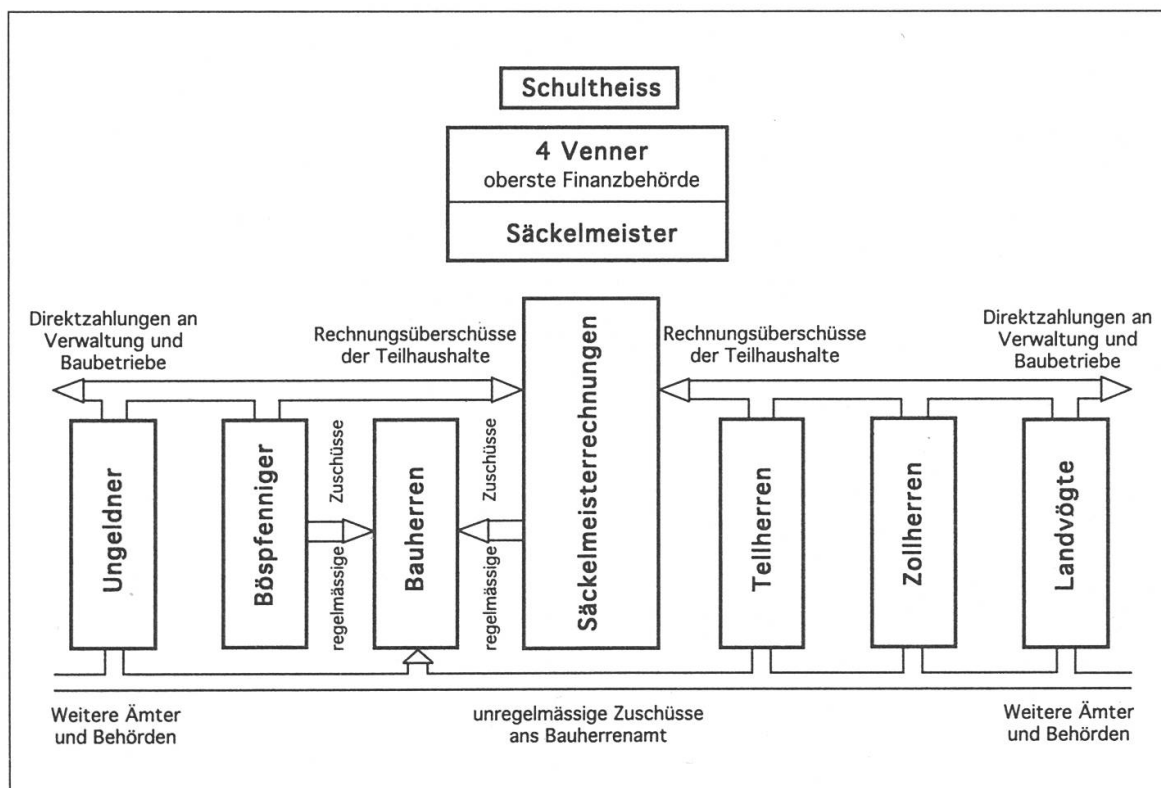 Schultheiss
4 Venner
oberste Finanzbehörde
Säckelmeister
Direktzahlungen an
Verwaltung und
Baubetriebe
Rechnungsüberschüsse
der Teilhaushalte
Rechnungsüberschüsse
der Teilhaushalte
Direktzahlungen an
Verwaltung und
Baubetriebe
Ungeldner
Böspfenniger
regelmässige Zuschüsse
Bauherren
regelmässige Zuschüsse
Säckelmeisterrechnungen
Tellherren
Zollherren
Landvögte
Weitere Ämter
und Behörden
unregelmässige Zuschüsse
ans Bauherrenamt
Weitere Ämter
und Behörden